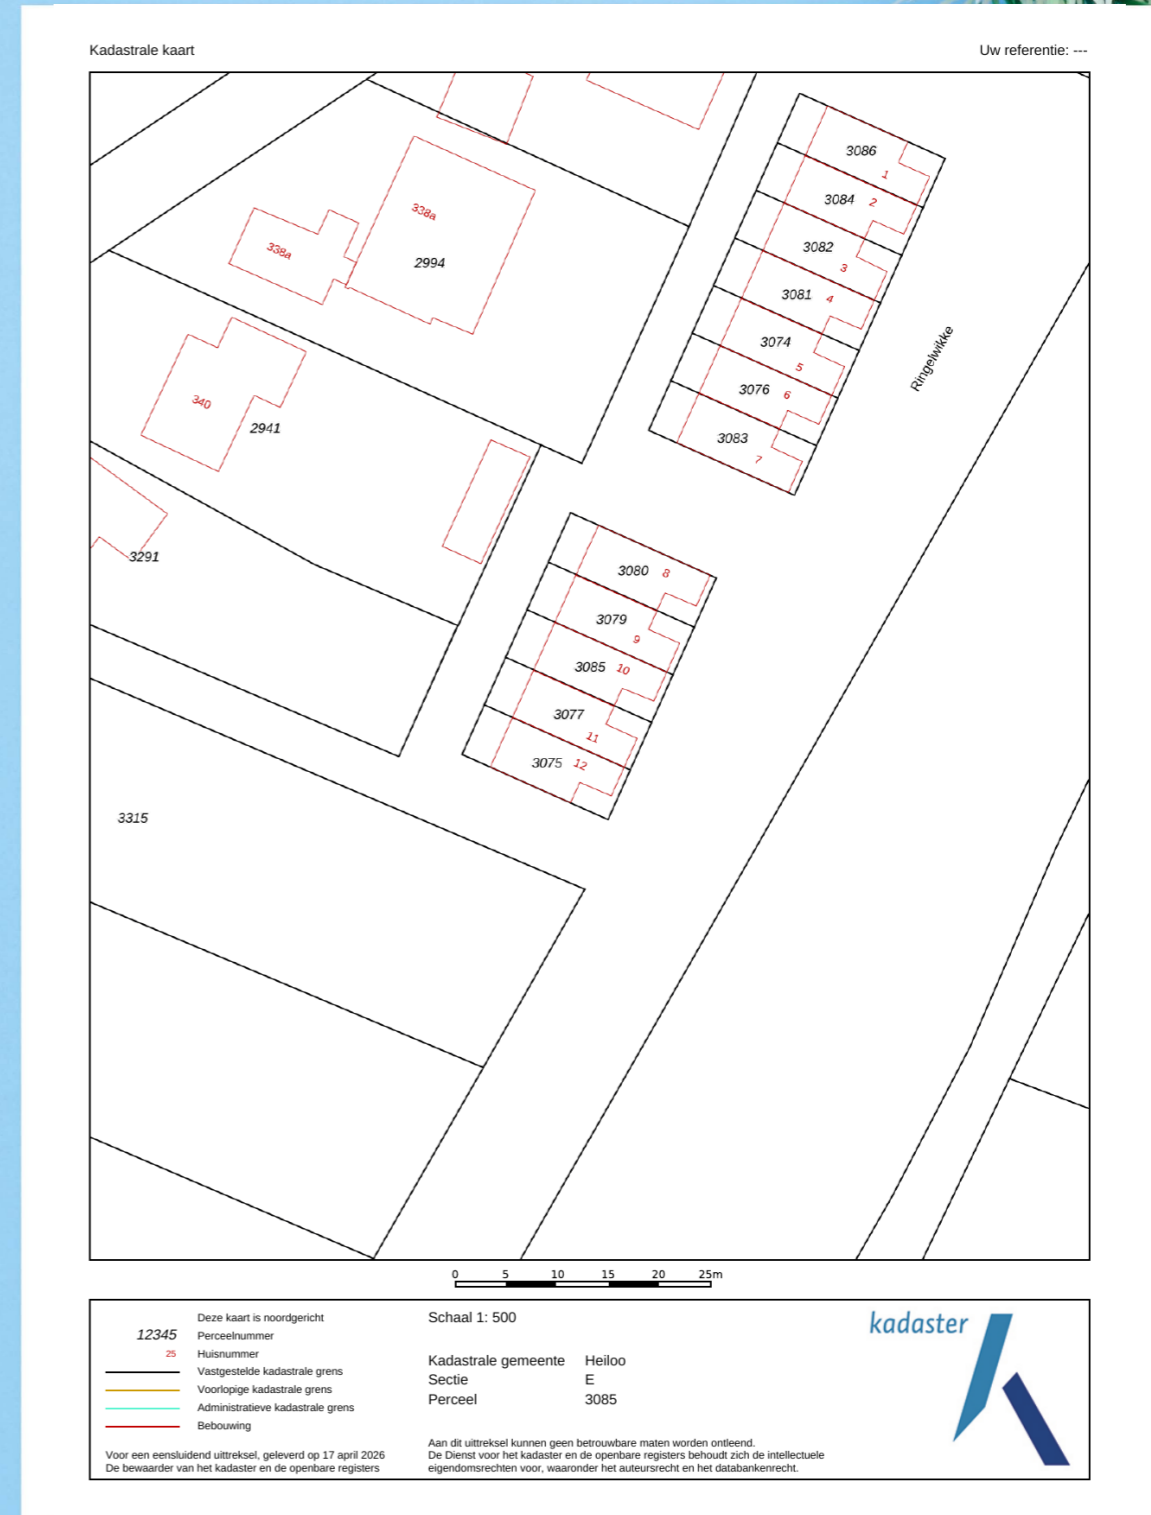 Kadastrale kaart
Uw referentie: ---
3086
1
338a
3084
2
338a
2994
3082
3
3081
4
3074
Ringelwikke
5
3076
6
340
2941
3083
7
3291
3080
8
3079
9
3085
10
3077
11
3075
12
3315
0 5 10 15 20 25m
Deze kaart is noordgericht
12345 Perceelnummer
25 Huisnummer
Vastgestelde kadastrale grens
Voorlopige kadastrale grens
Administratieve kadastrale grens
Bebouwing
Voor een eensluidend uittreksel, geleverd op 17 april 2026
De bewaarder van het kadaster en de openbare registers
Schaal 1: 500
Kadastrale gemeente Heiloo
Sectie E
Perceel 3085
Aan dit uittreksel kunnen geen betrouwbare maten worden ontleend.
De Dienst voor het kadaster en de openbare registers behoudt zich de intellectuele
eigendomsrechten voor, waaronder het auteursrecht en het databankenrecht.
kadaster